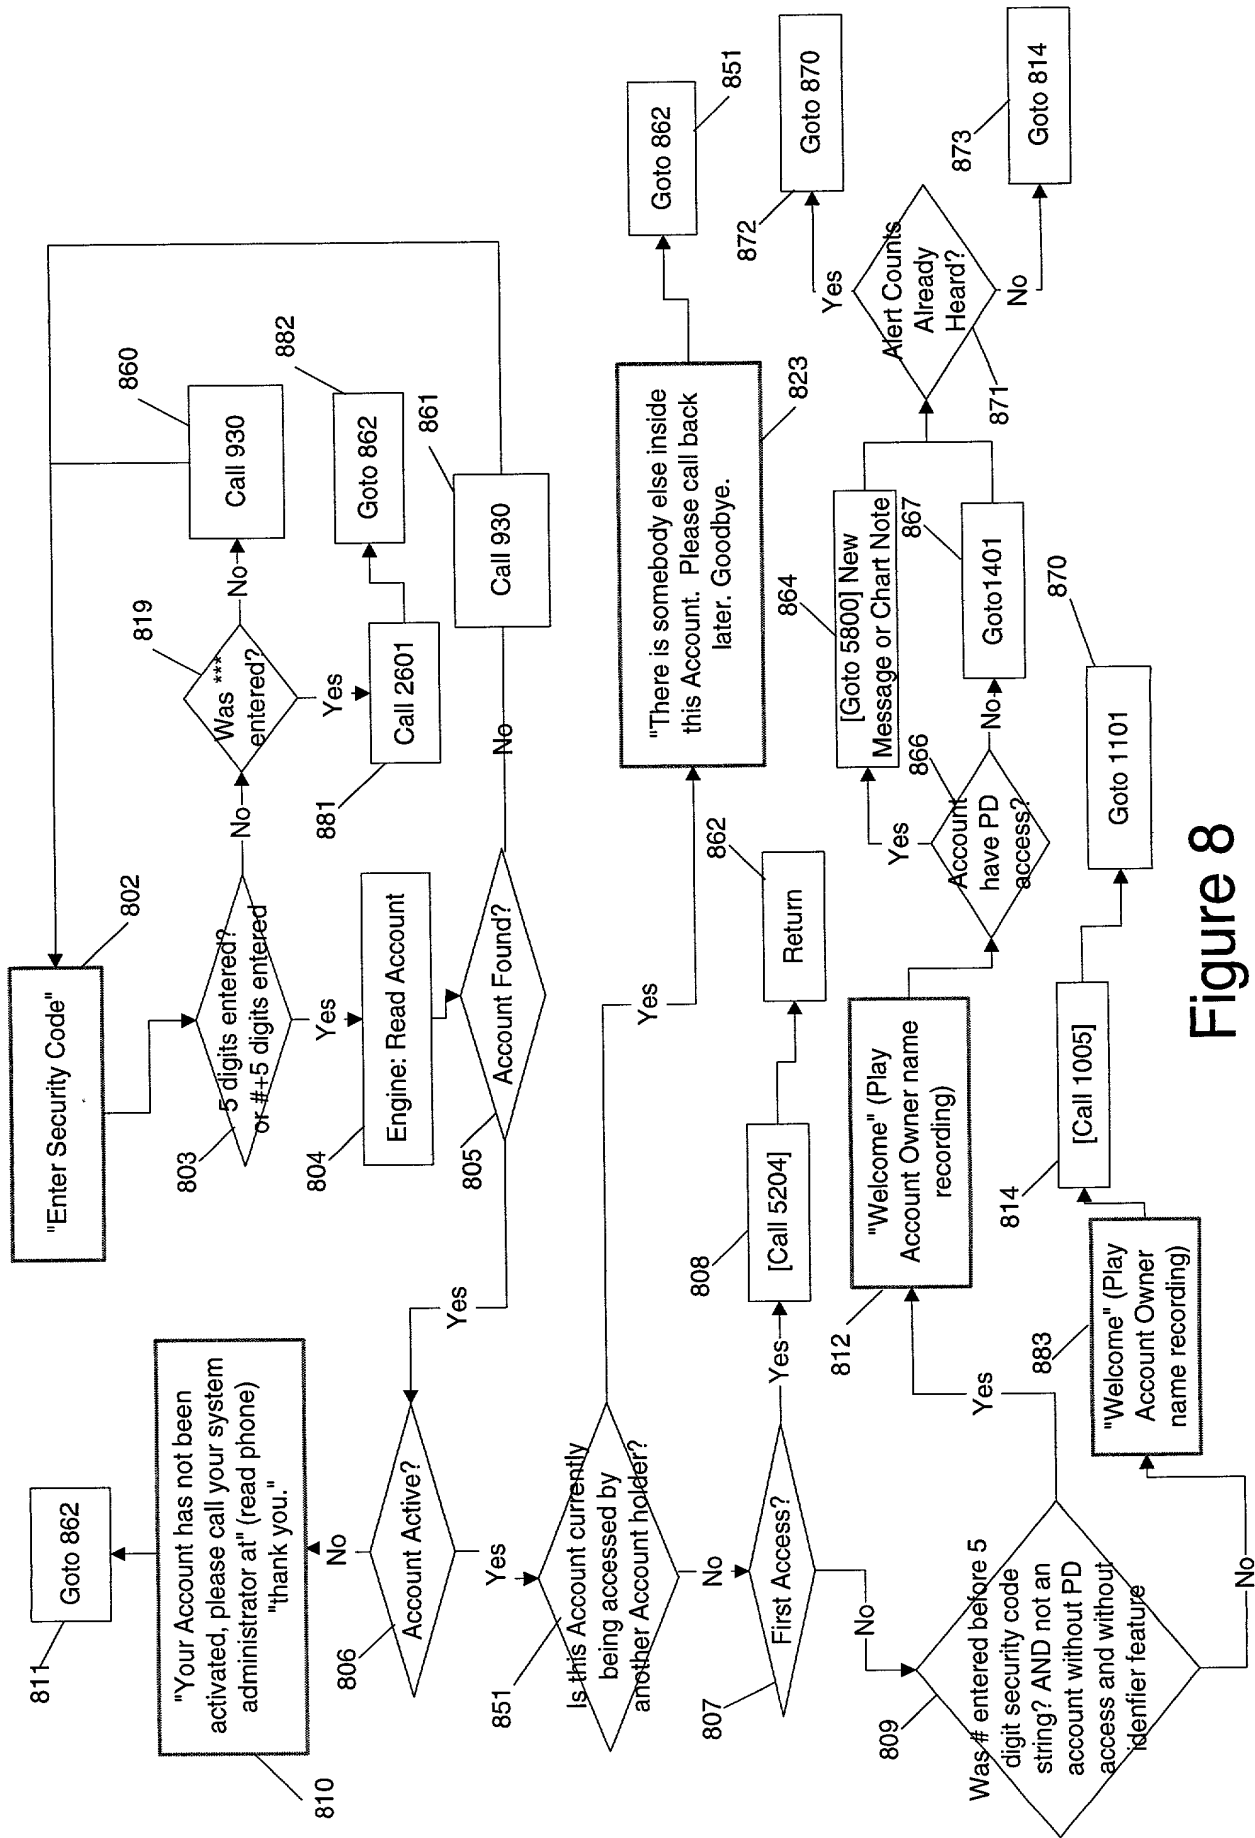 811
Goto 862
810
"Your Account has not been
activated, please call your system
administrator at" (read phone)
"thank you."
"Enter Security Code"
802
803
5 digits entered?
or #+5 digits entered
No
819
Was ***
entered?
No
860
Call 930
Yes
881
Call 2601
Goto 862
882
Yes
804
Engine: Read Account
805
Account Found?
No
861
Call 930
Yes
806
Account Active?
No
Yes
851
Is this Account currently
being accessed by
another Account holder?
Yes
"There is somebody else inside
this Account. Please call back
later. Goodbye.
823
Goto 862
851
No
807
First Access?
Yes
808
[Call 5204]
862
Return
No
809
Was # entered before 5
digit security code
string? AND not an
account without PD
access and without
idenfier feature
Yes
812
"Welcome" (Play
Account Owner name
recording)
866
Account
have PD
access?
Yes
864
[Goto 5800] New
Message or Chart Note
No
867
Goto1401
871
Alert Counts
Already
Heard?
Yes
872
Goto 870
No
873
Goto 814
No
883
"Welcome" (Play
Account Owner
name recording)
814
[Call 1005]
870
Goto 1101
Figure 8